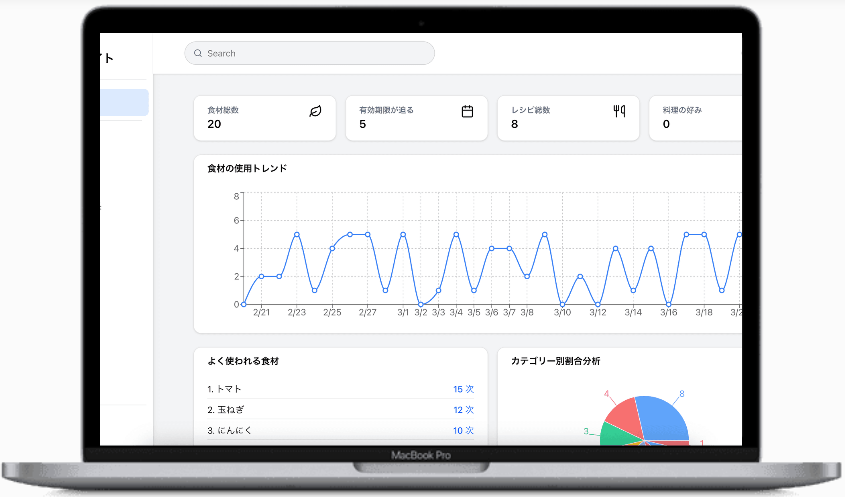 イト
Search
食材総数
20
有効期限が迫る
5
レシピ総数
8
料理の好み
0
食材の使用トレンド
8
6
4
2
0
2/21 2/23 2/25 2/27 3/1 3/2 3/3 3/4 3/5 3/6 3/7 3/8 3/10 3/12 3/14 3/16 3/18 3/2
よく使われる食材
1. トマト 15 次
2. 玉ねぎ 12 次
3. にんにく 10 次
カテゴリー別割合分析
4
8
3
1
MacBook Pro